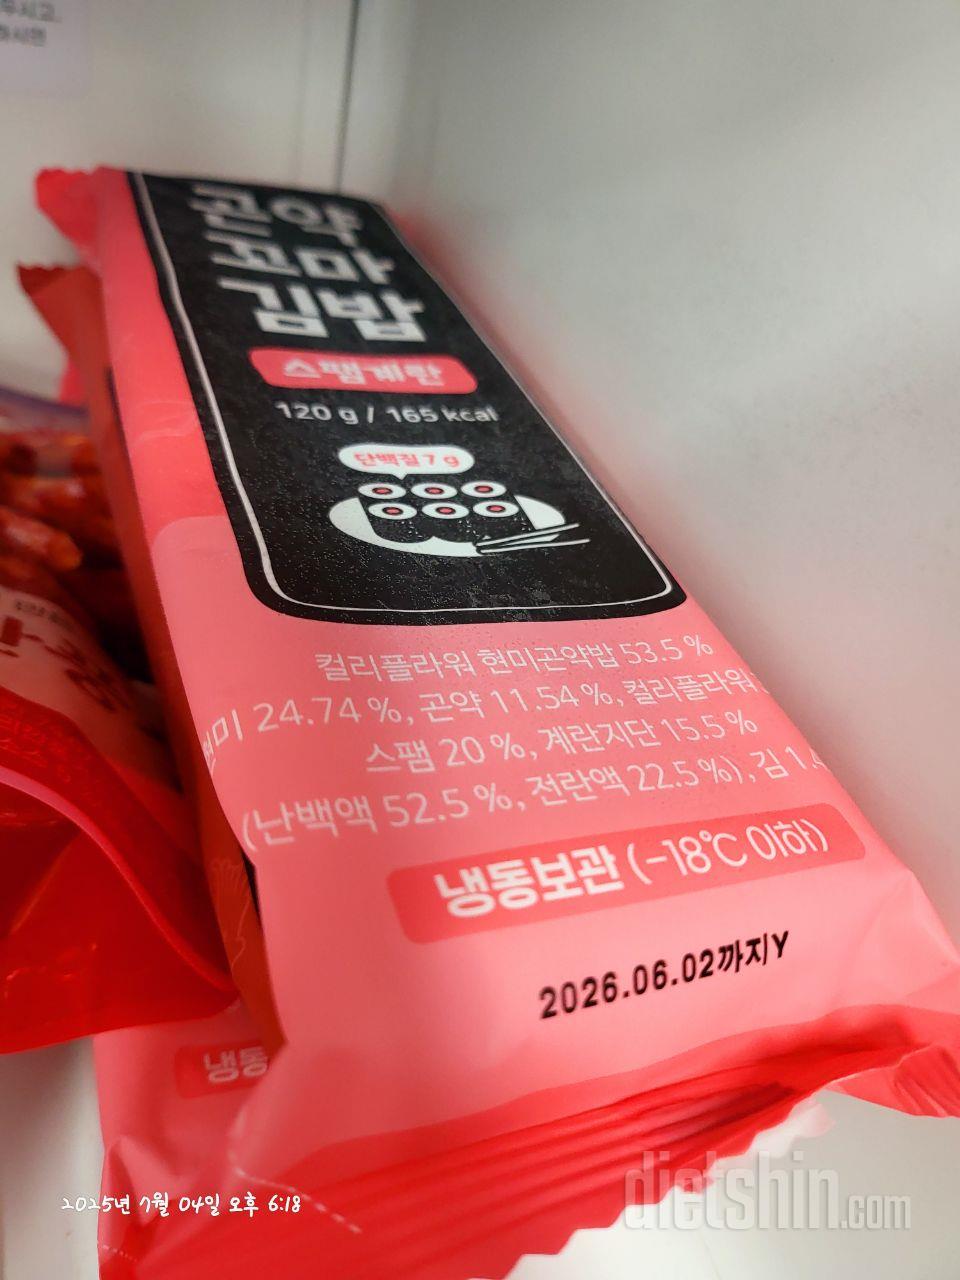 곤약
꼬마
김밥
스팸계란
120 g / 165 kcal
단백질 7 g
컬리플라워 현미곤약밥 53.5 %
현미 24.74 %, 곤약 11.54 %, 컬리플라워
스팸 20 %, 계란지단 15.5 %
(난백액 52.5 %, 전란액 22.5 %), 김 1.
냉동보관 (-18℃ 이하)
2026.06.02까지Y
냉동
2025년 7월 04일 오후 6:18
dietshin.com